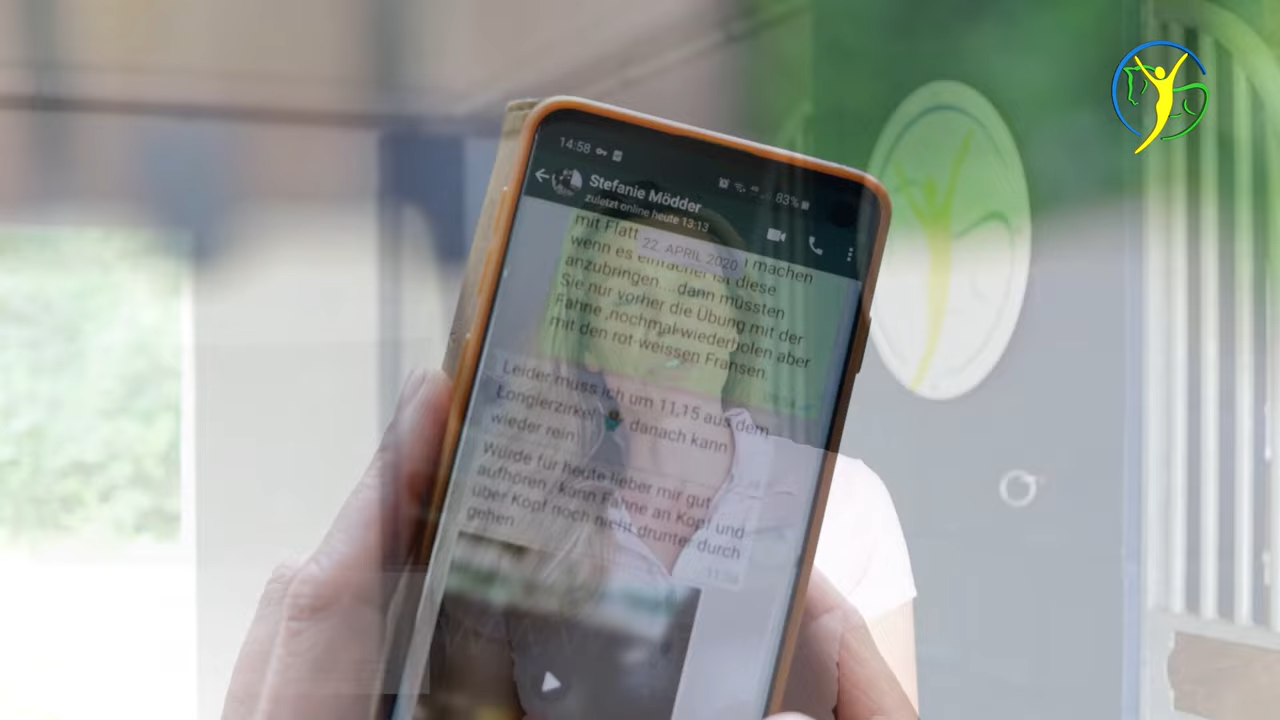 14:58
83%
Stefanie Mödder
zuletzt online heute 13:13
mit Flatt
22. APRIL 2020
machen
wenn es einfacher ist diese
anzubringen....dann müssten
Sie nur vorher die Übung mit der
Fahne ,nochmal wiederholen aber
mit den rot-weissen Fransen
Leider muss ich um 11,15 aus dem
Longierzirkel danach kann
wieder rein
Würde für heute lieber mir gut
aufhören , kann Fahne an Kopf und
über Kopf noch nicht drunter durch
gehen